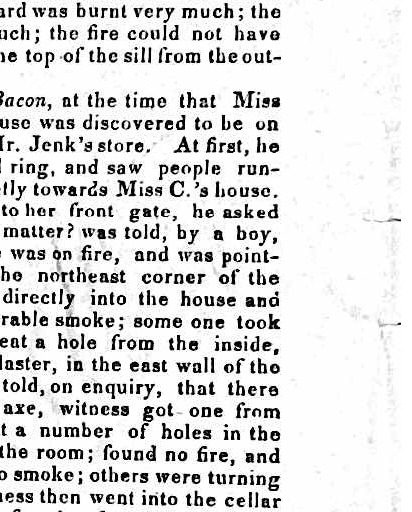 ard was burnt very much; the
uch; the fire could not have
he top of the sill from the out-
Bacon, at the time that Miss
use was discovered to be on
Mr. Jenk's store. At first, he
ring, and saw people run-
tly towards Miss C.'s house.
to her front gate, he asked
matter? was told, by a boy,
was on fire, and was point-
he northeast corner of the
directly into the house and
rable smoke; some one took
eat a hole from the inside,
laster, in the east wall of the
told, on enquiry, that there
axe, witness got one from
t a number of holes in the
the room; found no fire, and
o smoke; others were turning
ness then went into the cellar